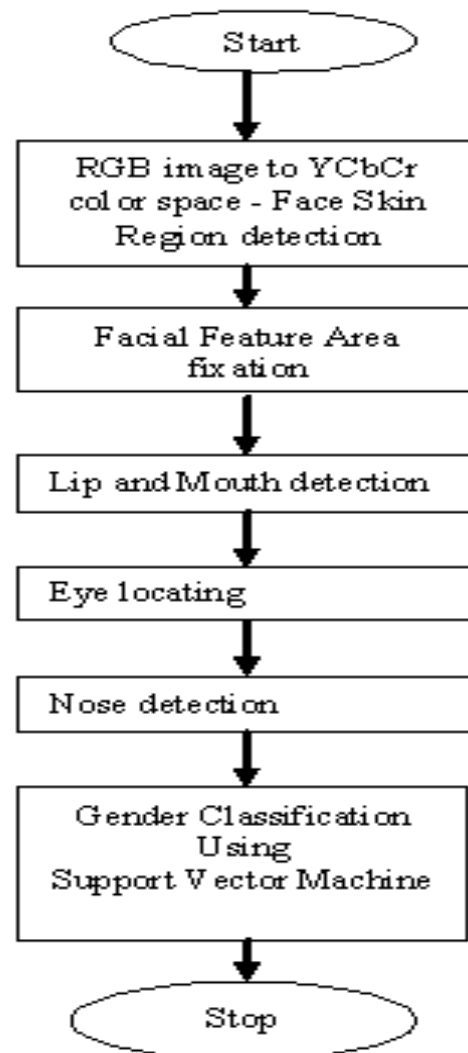 Start
RGB image to YCbCr
color space - Face Skin
Region detection
Facial Feature Area
fixation
Lip and Mouth detection
Eye locating
Nose detection
Gender Classification
Using
Support Vector Machine
Stop